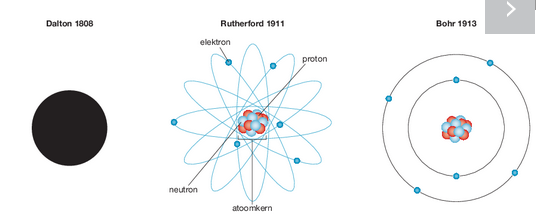 Dalton 1808
Rutherford 1911
Bohr 1913
elektron
proton
neutron
atoomkern